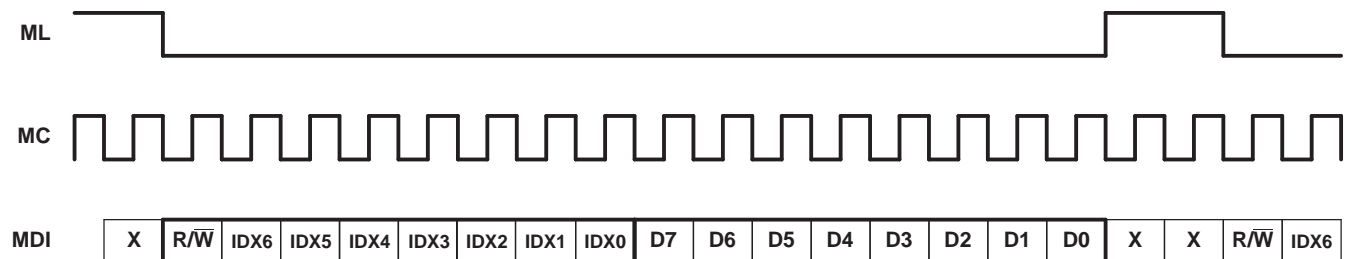 ML
MC
MDI X R/W̅ IDX6 IDX5 IDX4 IDX3 IDX2 IDX1 IDX0 D7 D6 D5 D4 D3 D2 D1 D0 X X R/W̅ IDX6